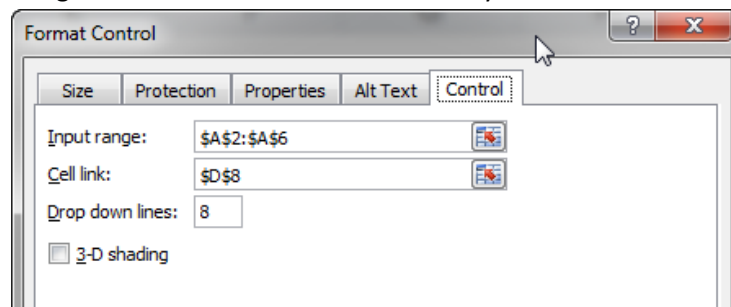 Format Control
Size Protection Properties Alt Text Control
Input range: $A$2:$A$6
Cell link: $D$8
Drop down lines: 8
3-D shading